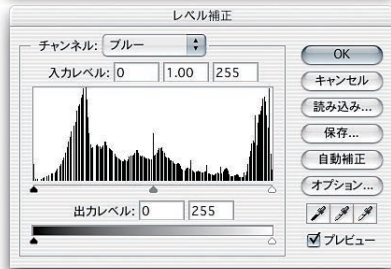 レベル補正
チャンネル: ブルー
入力レベル: 0 1.00 255
出力レベル: 0 255
OK
キャンセル
読み込み...
保存...
自動補正
オプション...
プレビュー